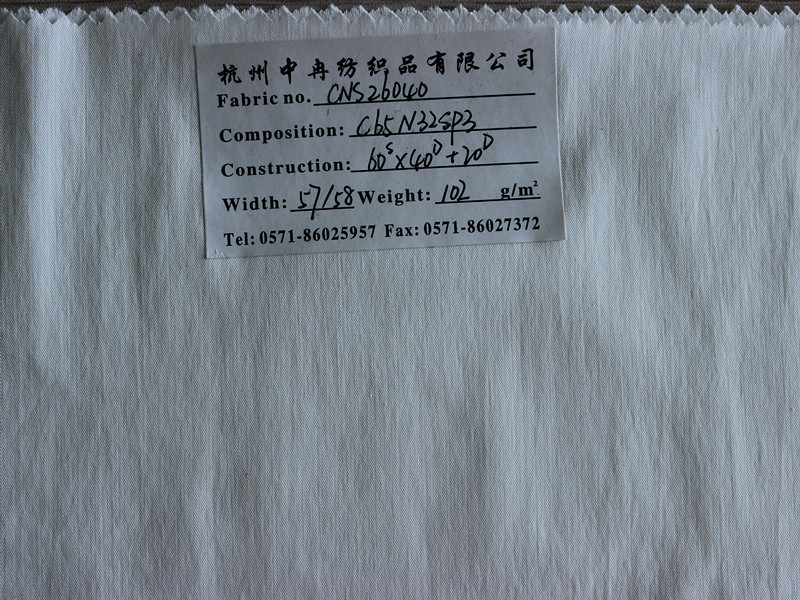 杭州中冉纺织品有限公司
Fabric no. CNS26040
Composition: C65N32SP3
Construction: 60S×40D+20D
Width: 57/58 Weight: 102 g/m²
Tel: 0571-86025957 Fax: 0571-86027372